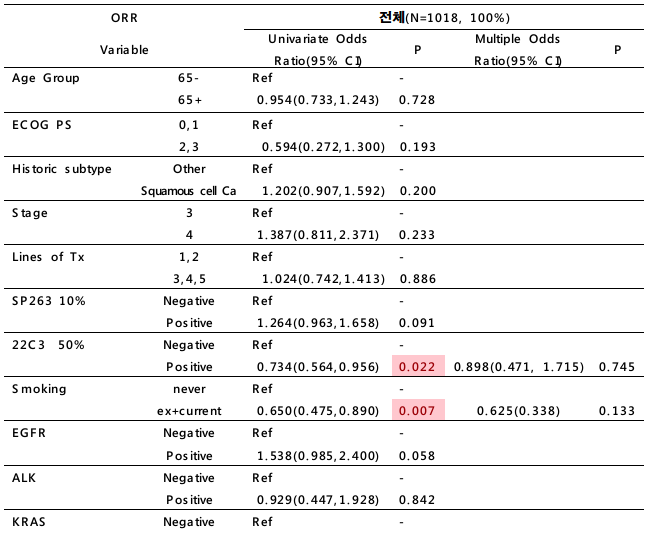 ORR 전체(N=1018, 100%)
Variable Univariate Odds Ratio(95% CI) P Multiple Odds Ratio(95% CI) P
Age Group 65- Ref -
65+ 0.954(0.733,1.243) 0.728
ECOG PS 0,1 Ref -
2,3 0.594(0.272,1.300) 0.193
Historic subtype Other Ref -
Squamous cell Ca 1.202(0.907,1.592) 0.200
Stage 3 Ref -
4 1.387(0.811,2.371) 0.233
Lines of Tx 1,2 Ref -
3,4,5 1.024(0.742,1.413) 0.886
SP263 10% Negative Ref -
Positive 1.264(0.963,1.658) 0.091
22C3 50% Negative Ref -
Positive 0.734(0.564,0.956) 0.022 0.898(0.471, 1.715) 0.745
Smoking never Ref -
ex+current 0.650(0.475,0.890) 0.007 0.625(0.338) 0.133
EGFR Negative Ref -
Positive 1.538(0.985,2.400) 0.058
ALK Negative Ref -
Positive 0.929(0.447,1.928) 0.842
KRAS Negative Ref -